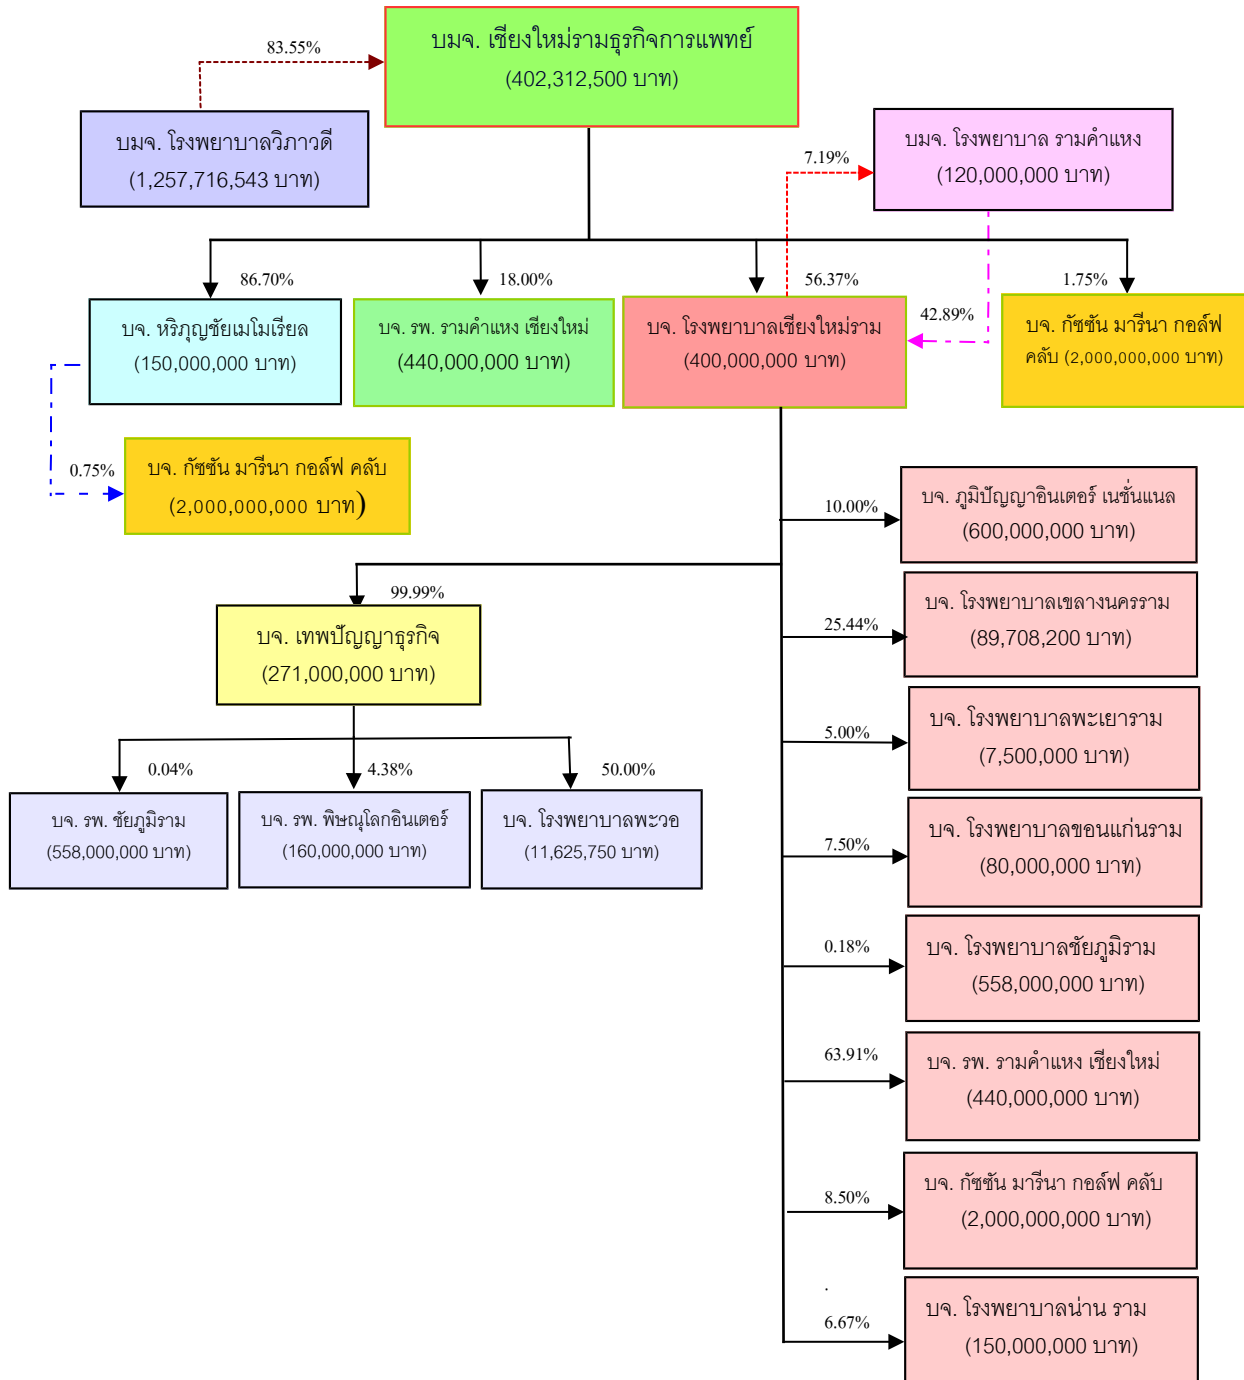 บมจ. เชียงใหม่รามธุรกิจการแพทย์
(402,312,500 บาท)
83.55%
บมจ. โรงพยาบาลวิภาวดี
(1,257,716,543 บาท)
7.19%
บมจ. โรงพยาบาล รามคำแหง
(120,000,000 บาท)
86.70%
18.00%
56.37%
1.75%
42.89%
บจ. หริภุญชัยเมโมเรียล
(150,000,000 บาท)
บจ. รพ. รามคำแหง เชียงใหม่
(440,000,000 บาท)
บจ. โรงพยาบาลเชียงใหม่ราม
(400,000,000 บาท)
บจ. กัซซัน มารีนา กอล์ฟ
คลับ (2,000,000,000 บาท)
0.75%
บจ. กัซซัน มารีนา กอล์ฟ คลับ
(2,000,000,000 บาท)
10.00%
บจ. ภูมิปัญญาอินเตอร์ เนชั่นแนล
(600,000,000 บาท)
99.99%
บจ. เทพปัญญาธุรกิจ
(271,000,000 บาท)
25.44%
บจ. โรงพยาบาลเขลางนครราม
(89,708,200 บาท)
5.00%
บจ. โรงพยาบาลพะเยาราม
(7,500,000 บาท)
0.04%
4.38%
50.00%
บจ. รพ. ชัยภูมิราม
(558,000,000 บาท)
บจ. รพ. พิษณุโลกอินเตอร์
(160,000,000 บาท)
บจ. โรงพยาบาลพะวอ
(11,625,750 บาท)
7.50%
บจ. โรงพยาบาลขอนแก่นราม
(80,000,000 บาท)
0.18%
บจ. โรงพยาบาลชัยภูมิราม
(558,000,000 บาท)
63.91%
บจ. รพ. รามคำแหง เชียงใหม่
(440,000,000 บาท)
8.50%
บจ. กัซซัน มารีนา กอล์ฟ คลับ
(2,000,000,000 บาท)
.
6.67%
บจ. โรงพยาบาลน่าน ราม
(150,000,000 บาท)